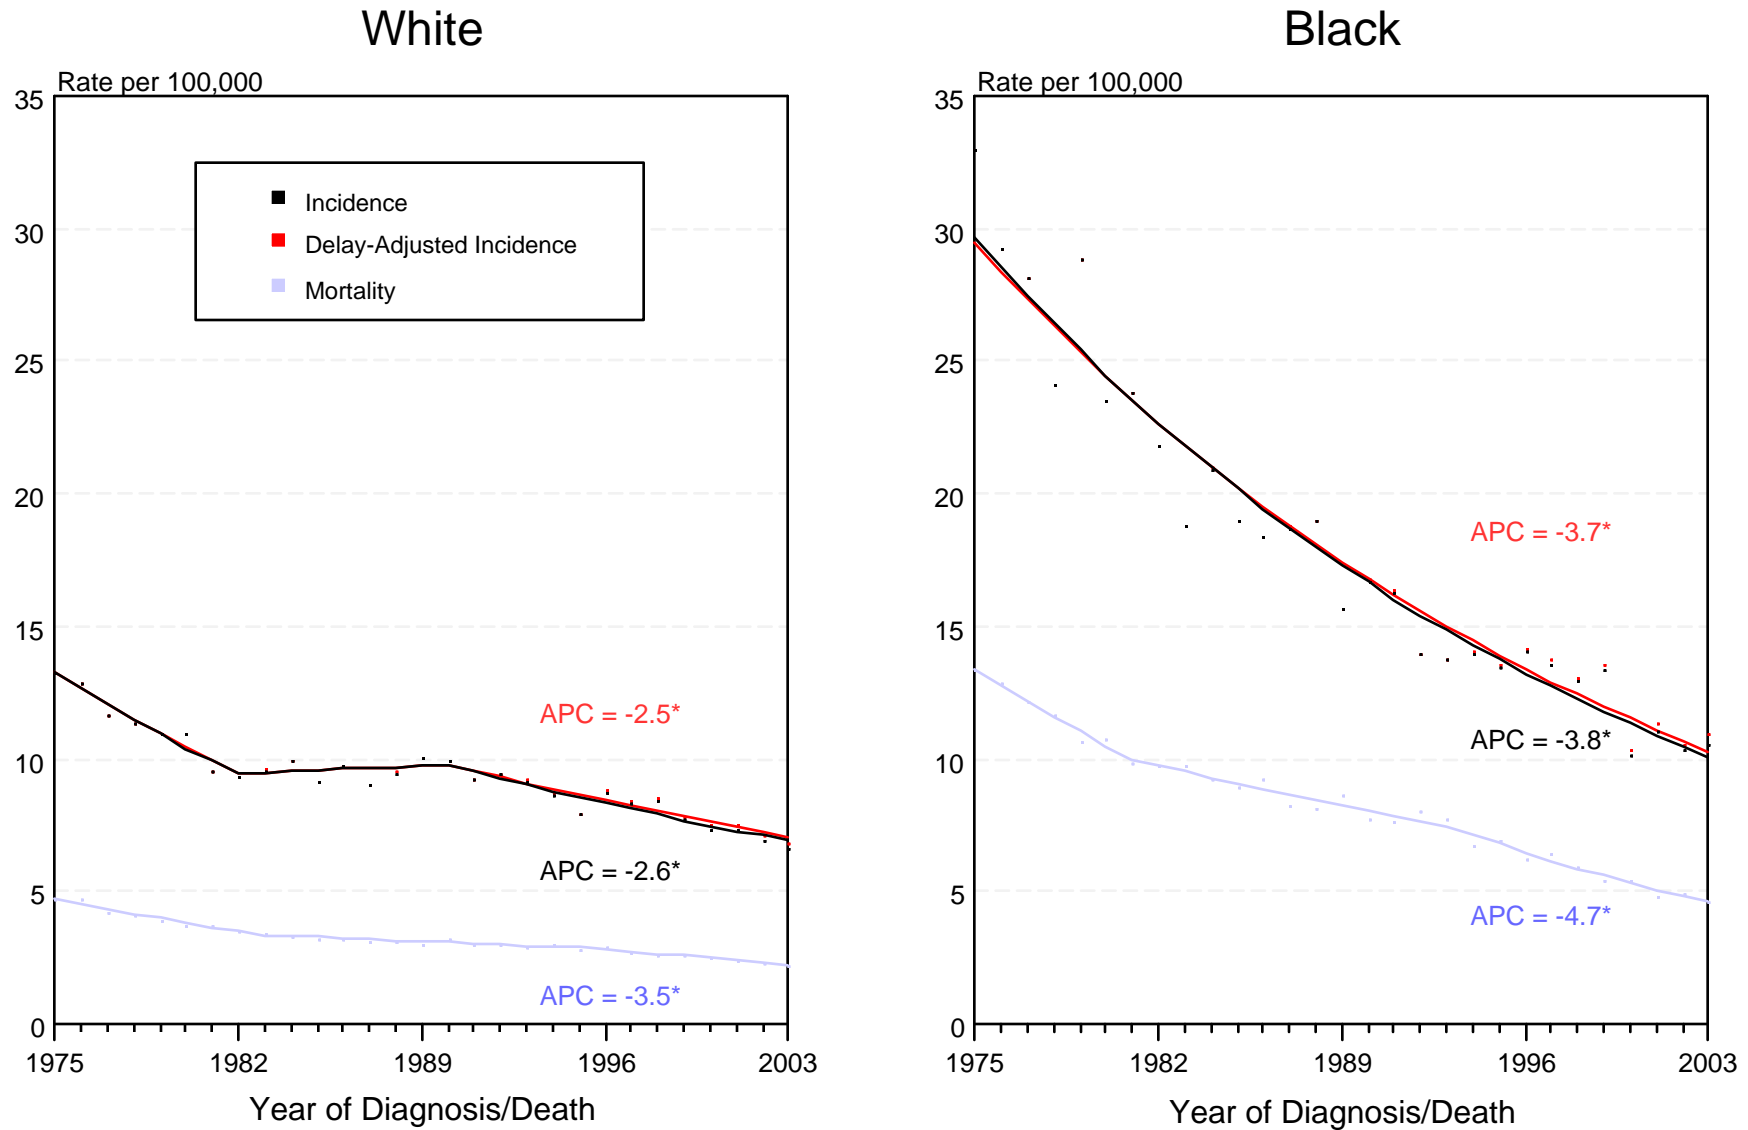 White
Rate per 100,000
35
30
25
20
15
10
5
0
Incidence
Delay-Adjusted Incidence
Mortality
APC = -2.5*
APC = -2.6*
APC = -3.5*
1975 1982 1989 1996 2003
Year of Diagnosis/Death
Black
Rate per 100,000
35
30
25
20
15
10
5
0
APC = -3.7*
APC = -3.8*
APC = -4.7*
1975 1982 1989 1996 2003
Year of Diagnosis/Death